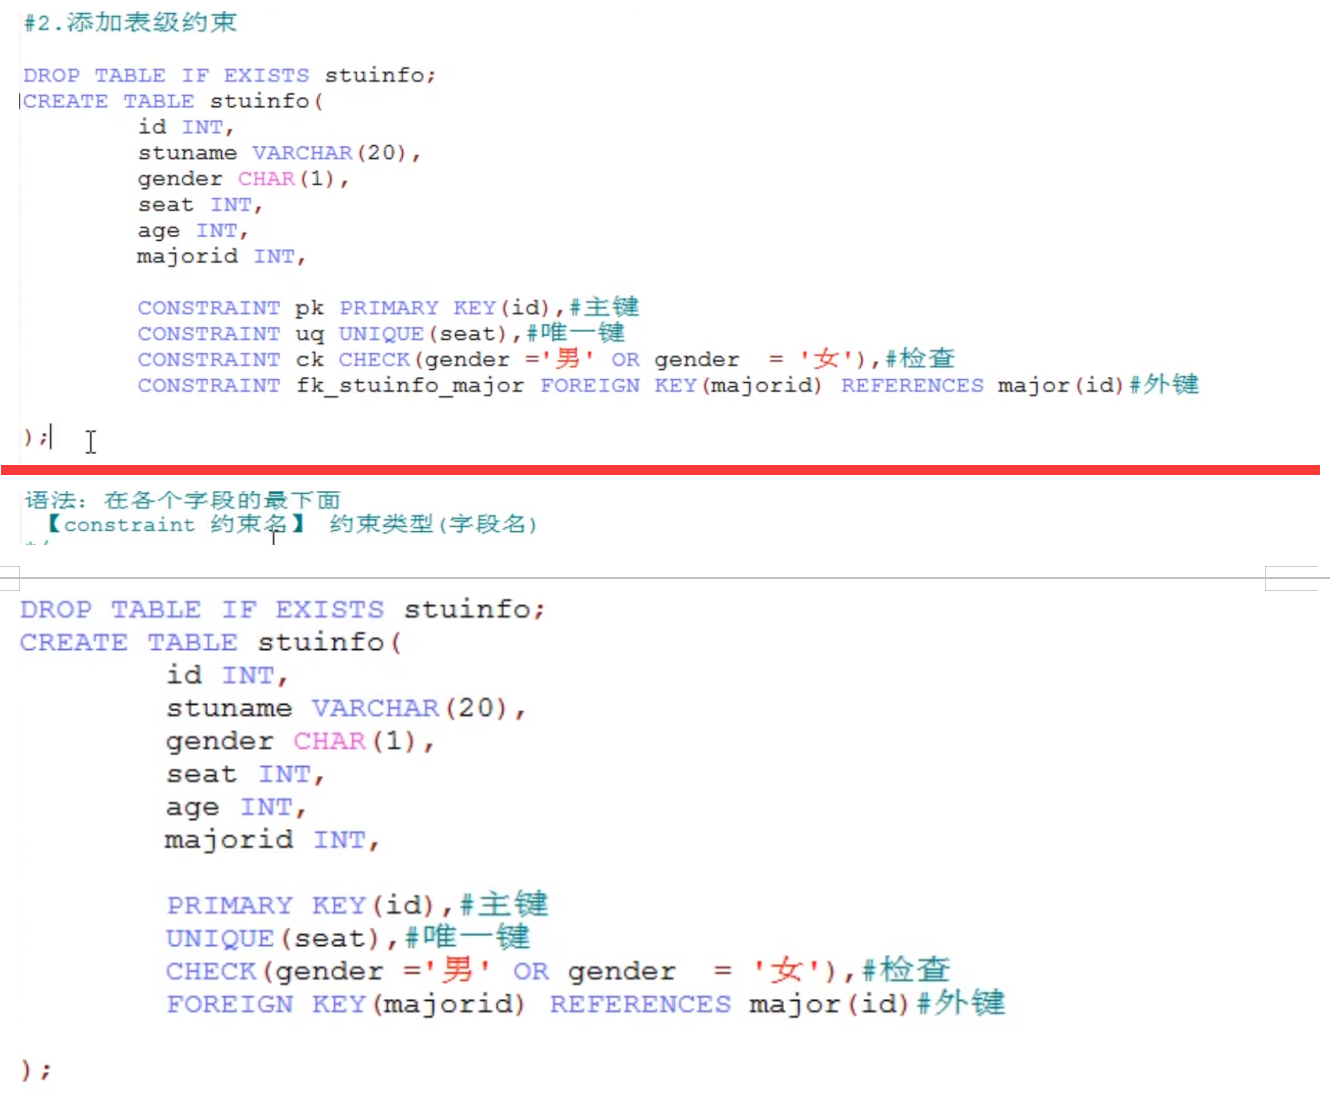 #2.添加表级约束
DROP TABLE IF EXISTS stuinfo;
CREATE TABLE stuinfo(
id INT,
stuname VARCHAR(20),
gender CHAR(1),
seat INT,
age INT,
majorid INT,
CONSTRAINT pk PRIMARY KEY(id),#主键
CONSTRAINT uq UNIQUE(seat),#唯一键
CONSTRAINT ck CHECK(gender ='男' OR gender  = '女'),#检查
CONSTRAINT fk_stuinfo_major FOREIGN KEY(majorid) REFERENCES major(id)#外键
);
语法：在各个字段的最下面
【constraint 约束名】 约束类型(字段名)
DROP TABLE IF EXISTS stuinfo;
CREATE TABLE stuinfo(
id INT,
stuname VARCHAR(20),
gender CHAR(1),
seat INT,
age INT,
majorid INT,
PRIMARY KEY(id),#主键
UNIQUE(seat),#唯一键
CHECK(gender ='男' OR gender  = '女'),#检查
FOREIGN KEY(majorid) REFERENCES major(id)#外键
);